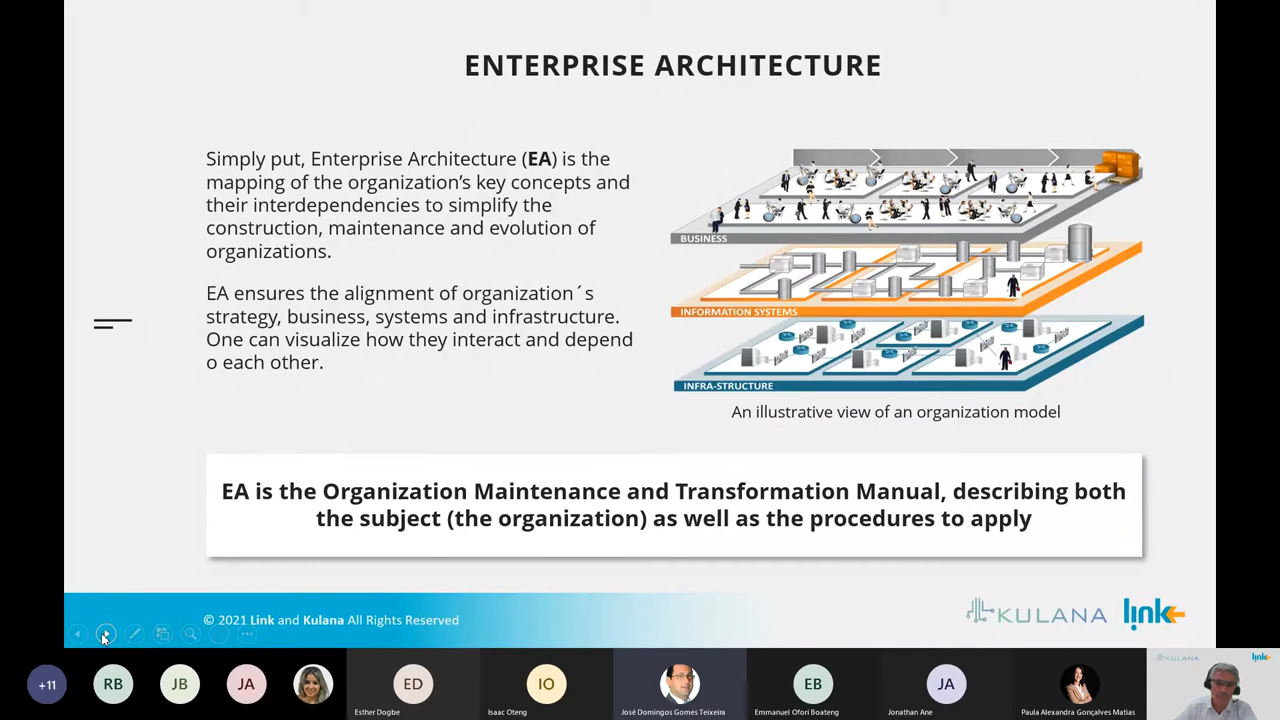 ENTERPRISE ARCHITECTURE
Simply put, Enterprise Architecture (EA) is the
mapping of the organization's key concepts and
their interdependencies to simplify the
construction, maintenance and evolution of
organizations.
EA ensures the alignment of organization´s
strategy, business, systems and infrastructure.
One can visualize how they interact and depend
o each other.
BUSINESS
INFORMATION SYSTEMS
INFRA-STRUCTURE
An illustrative view of an organization model
EA is the Organization Maintenance and Transformation Manual, describing both
the subject (the organization) as well as the procedures to apply
© 2021 Link and Kulana All Rights Reserved
KULANA
link
+11
RB
JB
JA
ED
Esther Dogbe
IO
Isaac Oteng
José Domingos Gomes Teixeira
EB
Emmanuel Ofori Boateng
JA
Jonathan Ane
Paula Alexandra Gonçalves Matias
KULANA
link